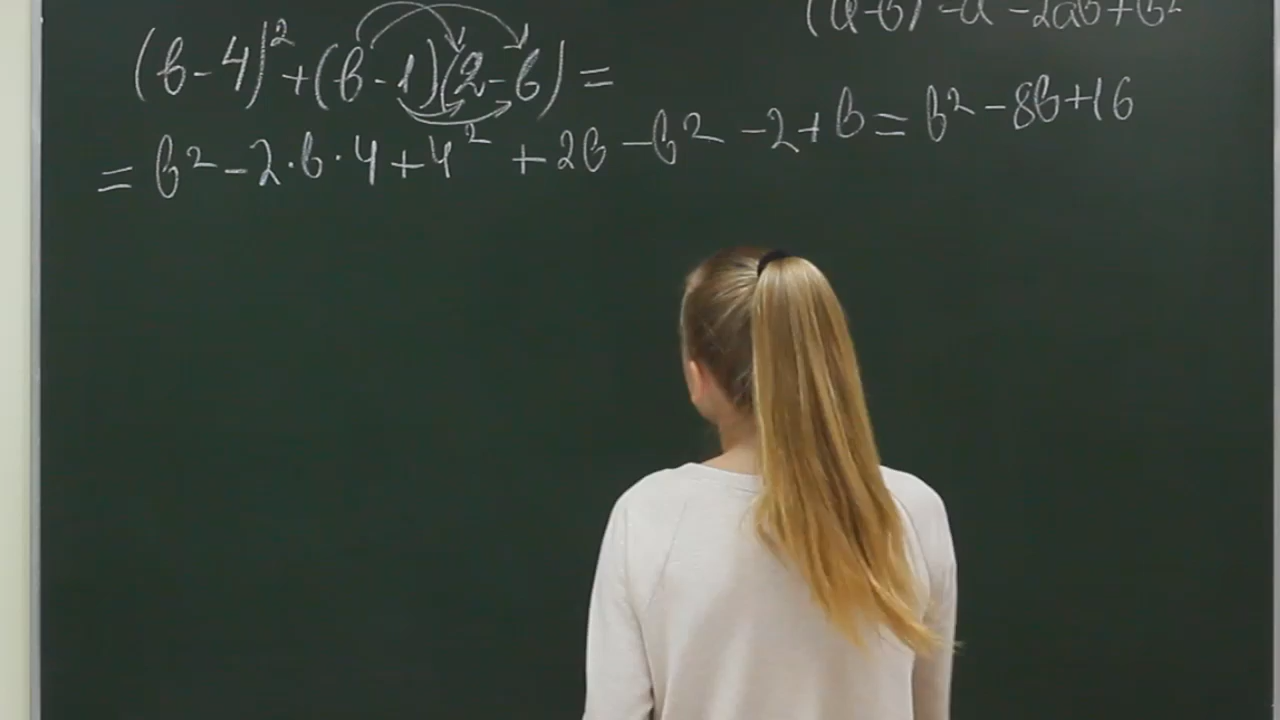 (a-b)²=a²-2ab+b²
(b-4)²+(b-1)(2-b)=
=b²-2·b·4+4²+2b-b²-2+b=b²-8b+16